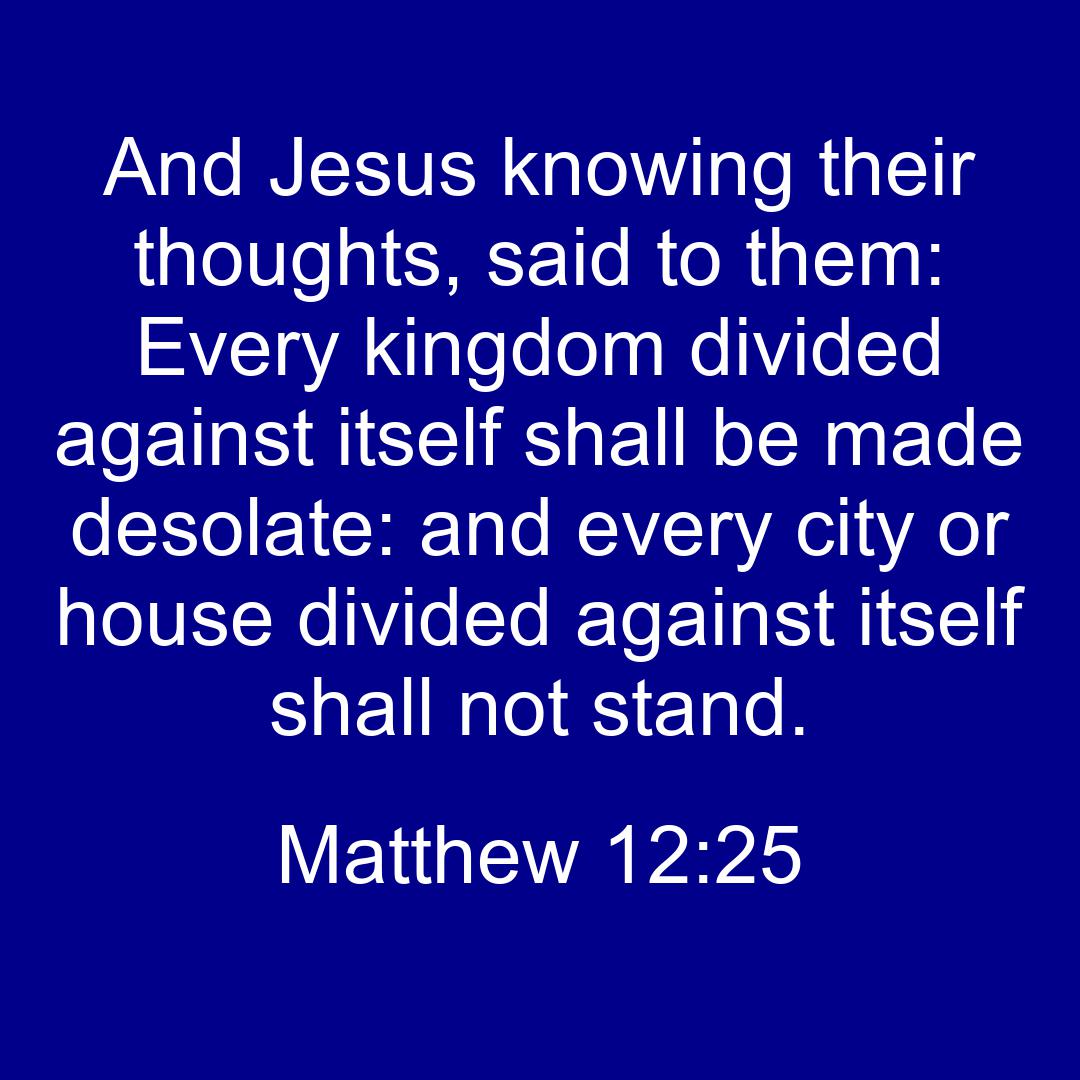 And Jesus knowing their
thoughts, said to them:
Every kingdom divided
against itself shall be made
desolate: and every city or
house divided against itself
shall not stand.
Matthew 12:25